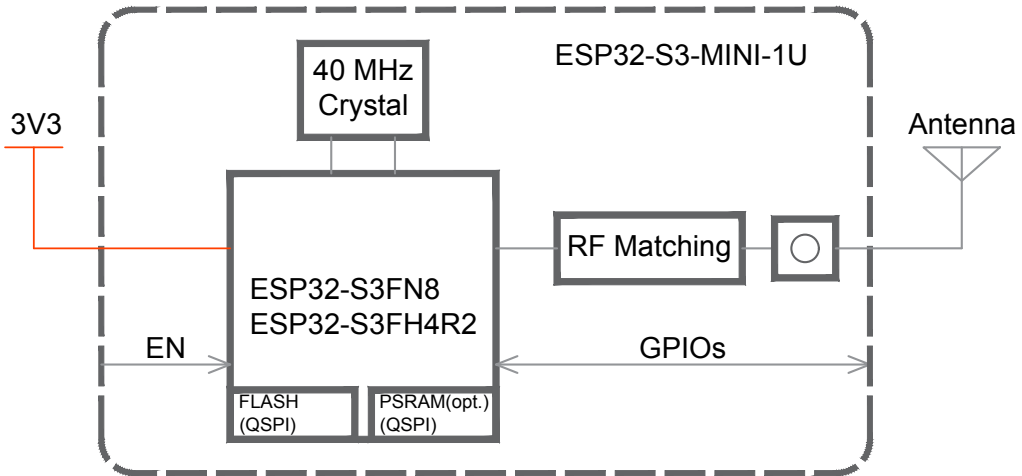 ESP32-S3-MINI-1U
40 MHz
Crystal
3V3
Antenna
RF Matching
ESP32-S3FN8
ESP32-S3FH4R2
EN
GPIOs
FLASH
(QSPI)
PSRAM(opt.)
(QSPI)